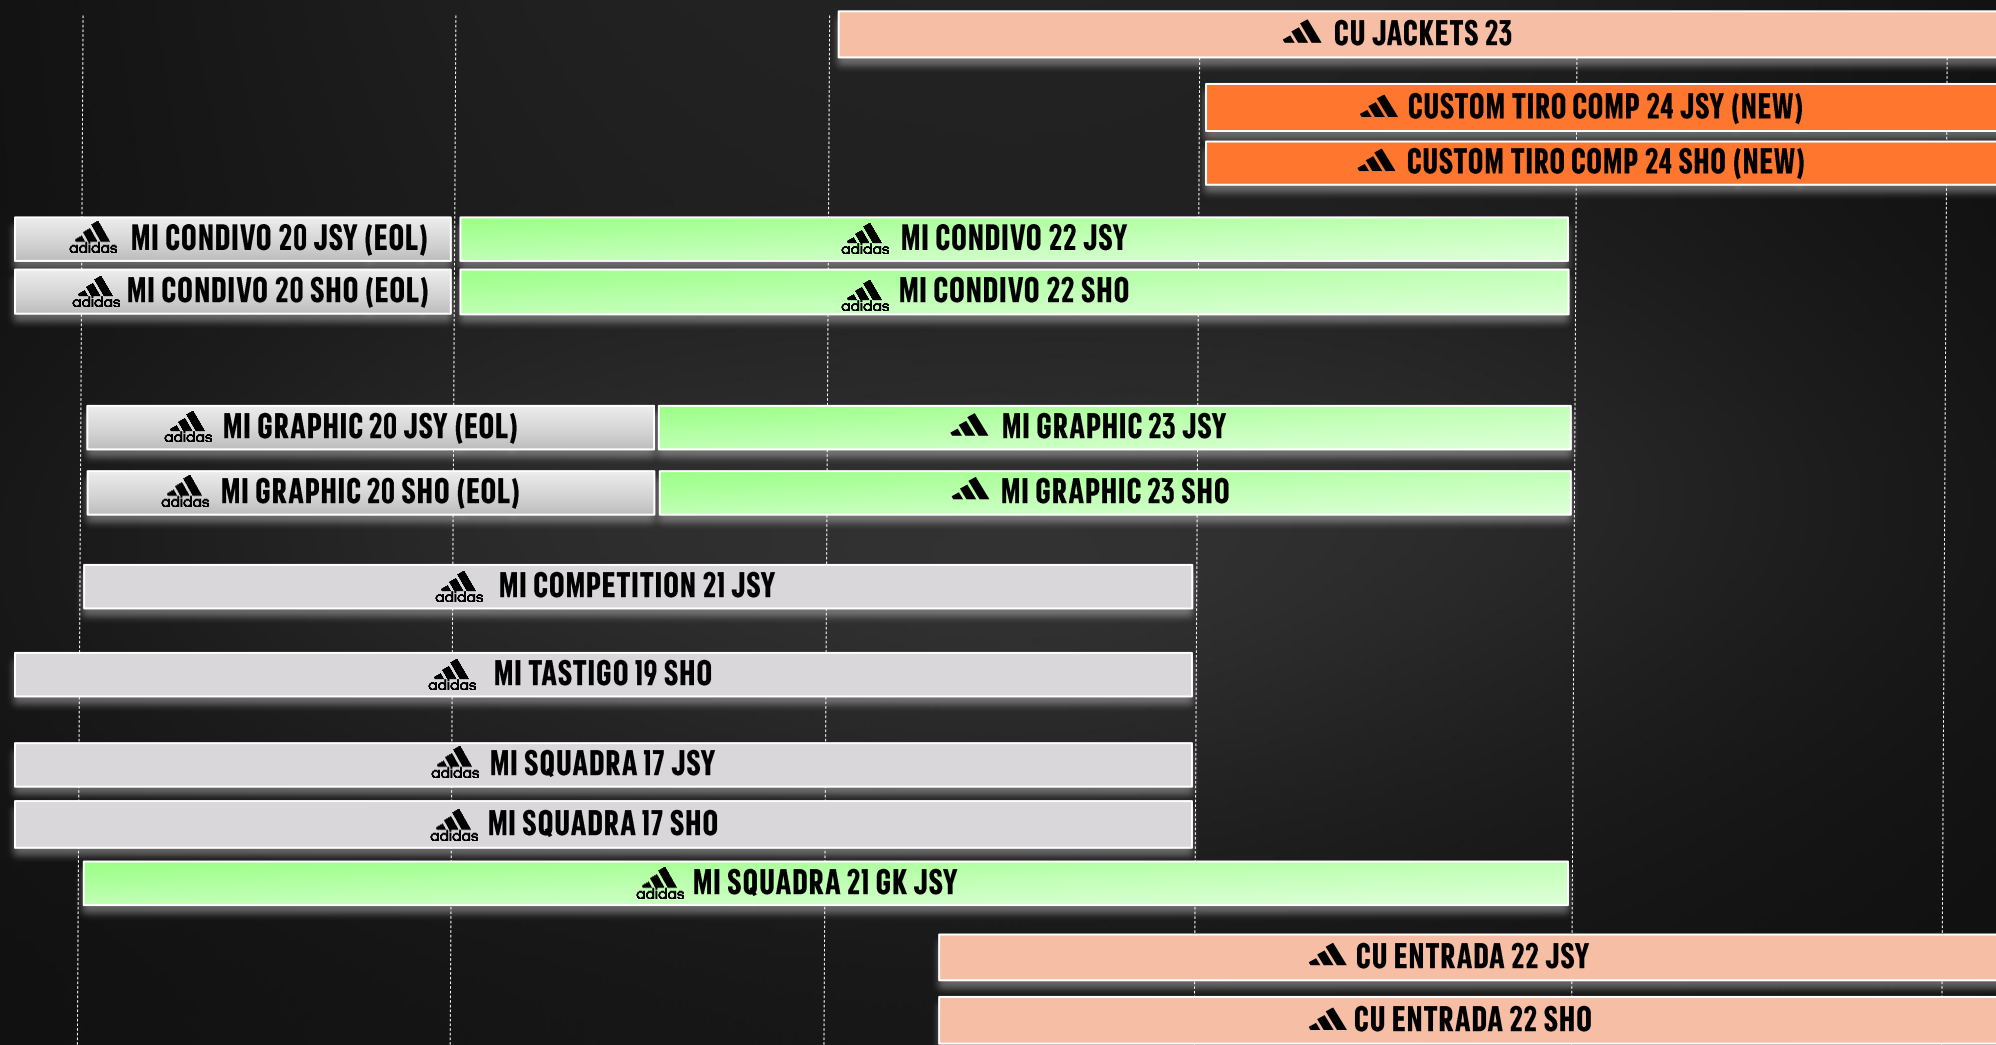 CU JACKETS 23
CUSTOM TIRO COMP 24 JSY (NEW)
CUSTOM TIRO COMP 24 SHO (NEW)
adidas MI CONDIVO 20 JSY (EOL)
adidas MI CONDIVO 22 JSY
adidas MI CONDIVO 20 SHO (EOL)
adidas MI CONDIVO 22 SHO
adidas MI GRAPHIC 20 JSY (EOL)
MI GRAPHIC 23 JSY
adidas MI GRAPHIC 20 SHO (EOL)
MI GRAPHIC 23 SHO
adidas MI COMPETITION 21 JSY
adidas MI TASTIGO 19 SHO
adidas MI SQUADRA 17 JSY
adidas MI SQUADRA 17 SHO
adidas MI SQUADRA 21 GK JSY
CU ENTRADA 22 JSY
CU ENTRADA 22 SHO